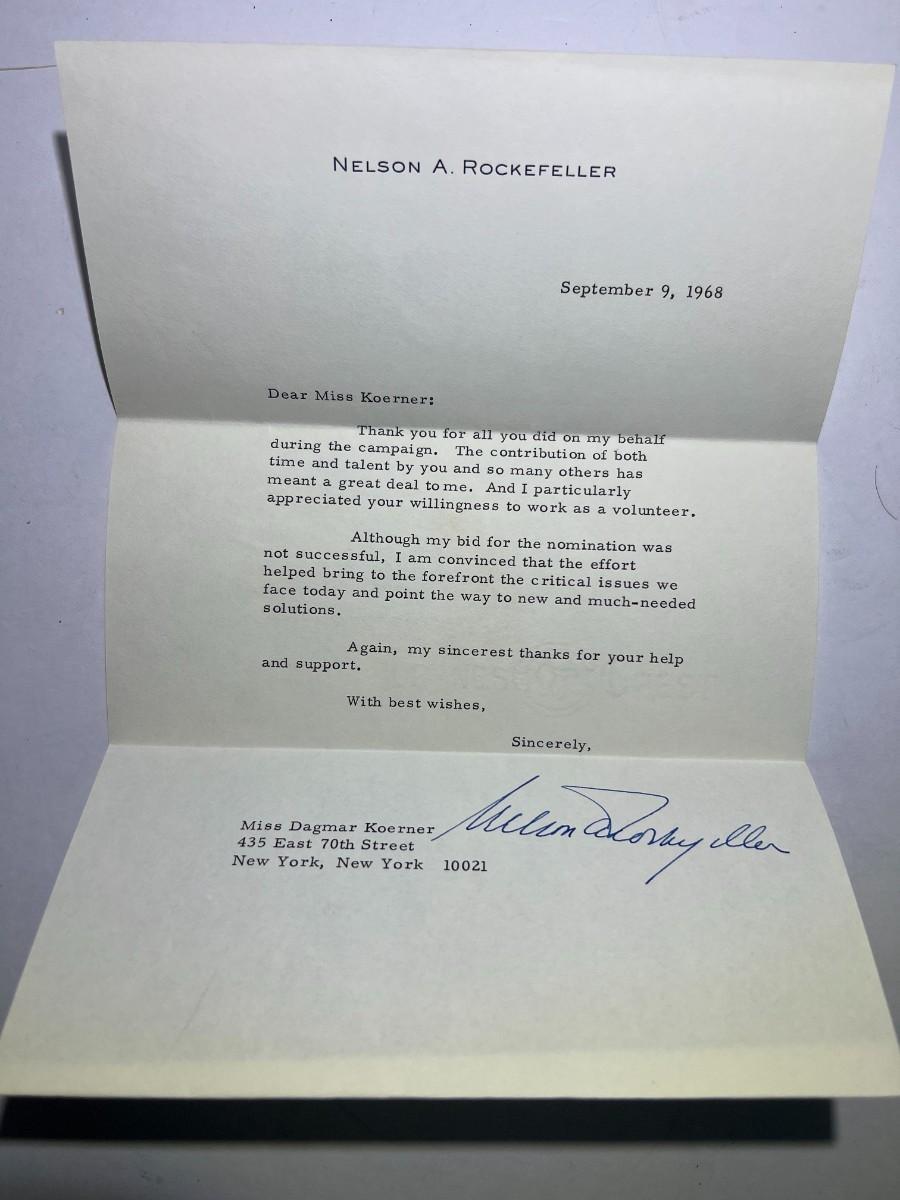 NELSON A. ROCKEFELLER
September 9, 1968
Dear Miss Koerner:
Thank you for all you did on my behalf
during the campaign. The contribution of both
time and talent by you and so many others has
meant a great deal to me. And I particularly
appreciated your willingness to work as a volunteer.
Although my bid for the nomination was
not successful, I am convinced that the effort
helped bring to the forefront the critical issues we
face today and point the way to new and much-needed
solutions.
Again, my sincerest thanks for your help
and support.
With best wishes,
Sincerely,
Nelson A Rockefeller
Miss Dagmar Koerner
435 East 70th Street
New York, New York 10021